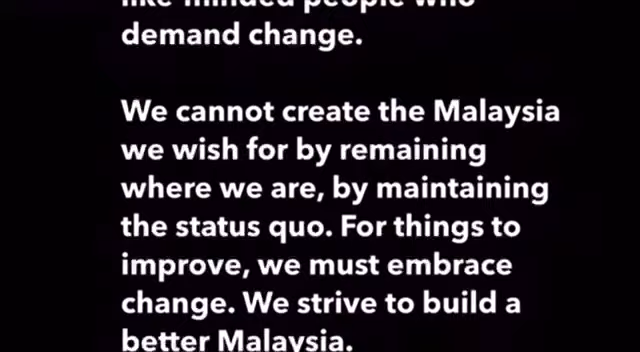 like-minded people who
demand change.
We cannot create the Malaysia
we wish for by remaining
where we are, by maintaining
the status quo. For things to
improve, we must embrace
change. We strive to build a
better Malaysia.